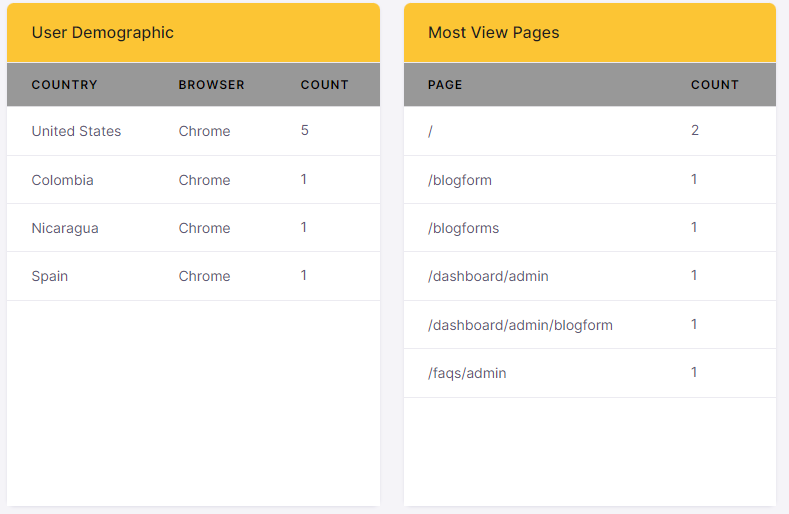 User Demographic
COUNTRY BROWSER COUNT
United States Chrome 5
Colombia Chrome 1
Nicaragua Chrome 1
Spain Chrome 1
Most View Pages
PAGE COUNT
/ 2
/blogform 1
/blogforms 1
/dashboard/admin 1
/dashboard/admin/blogform 1
/faqs/admin 1